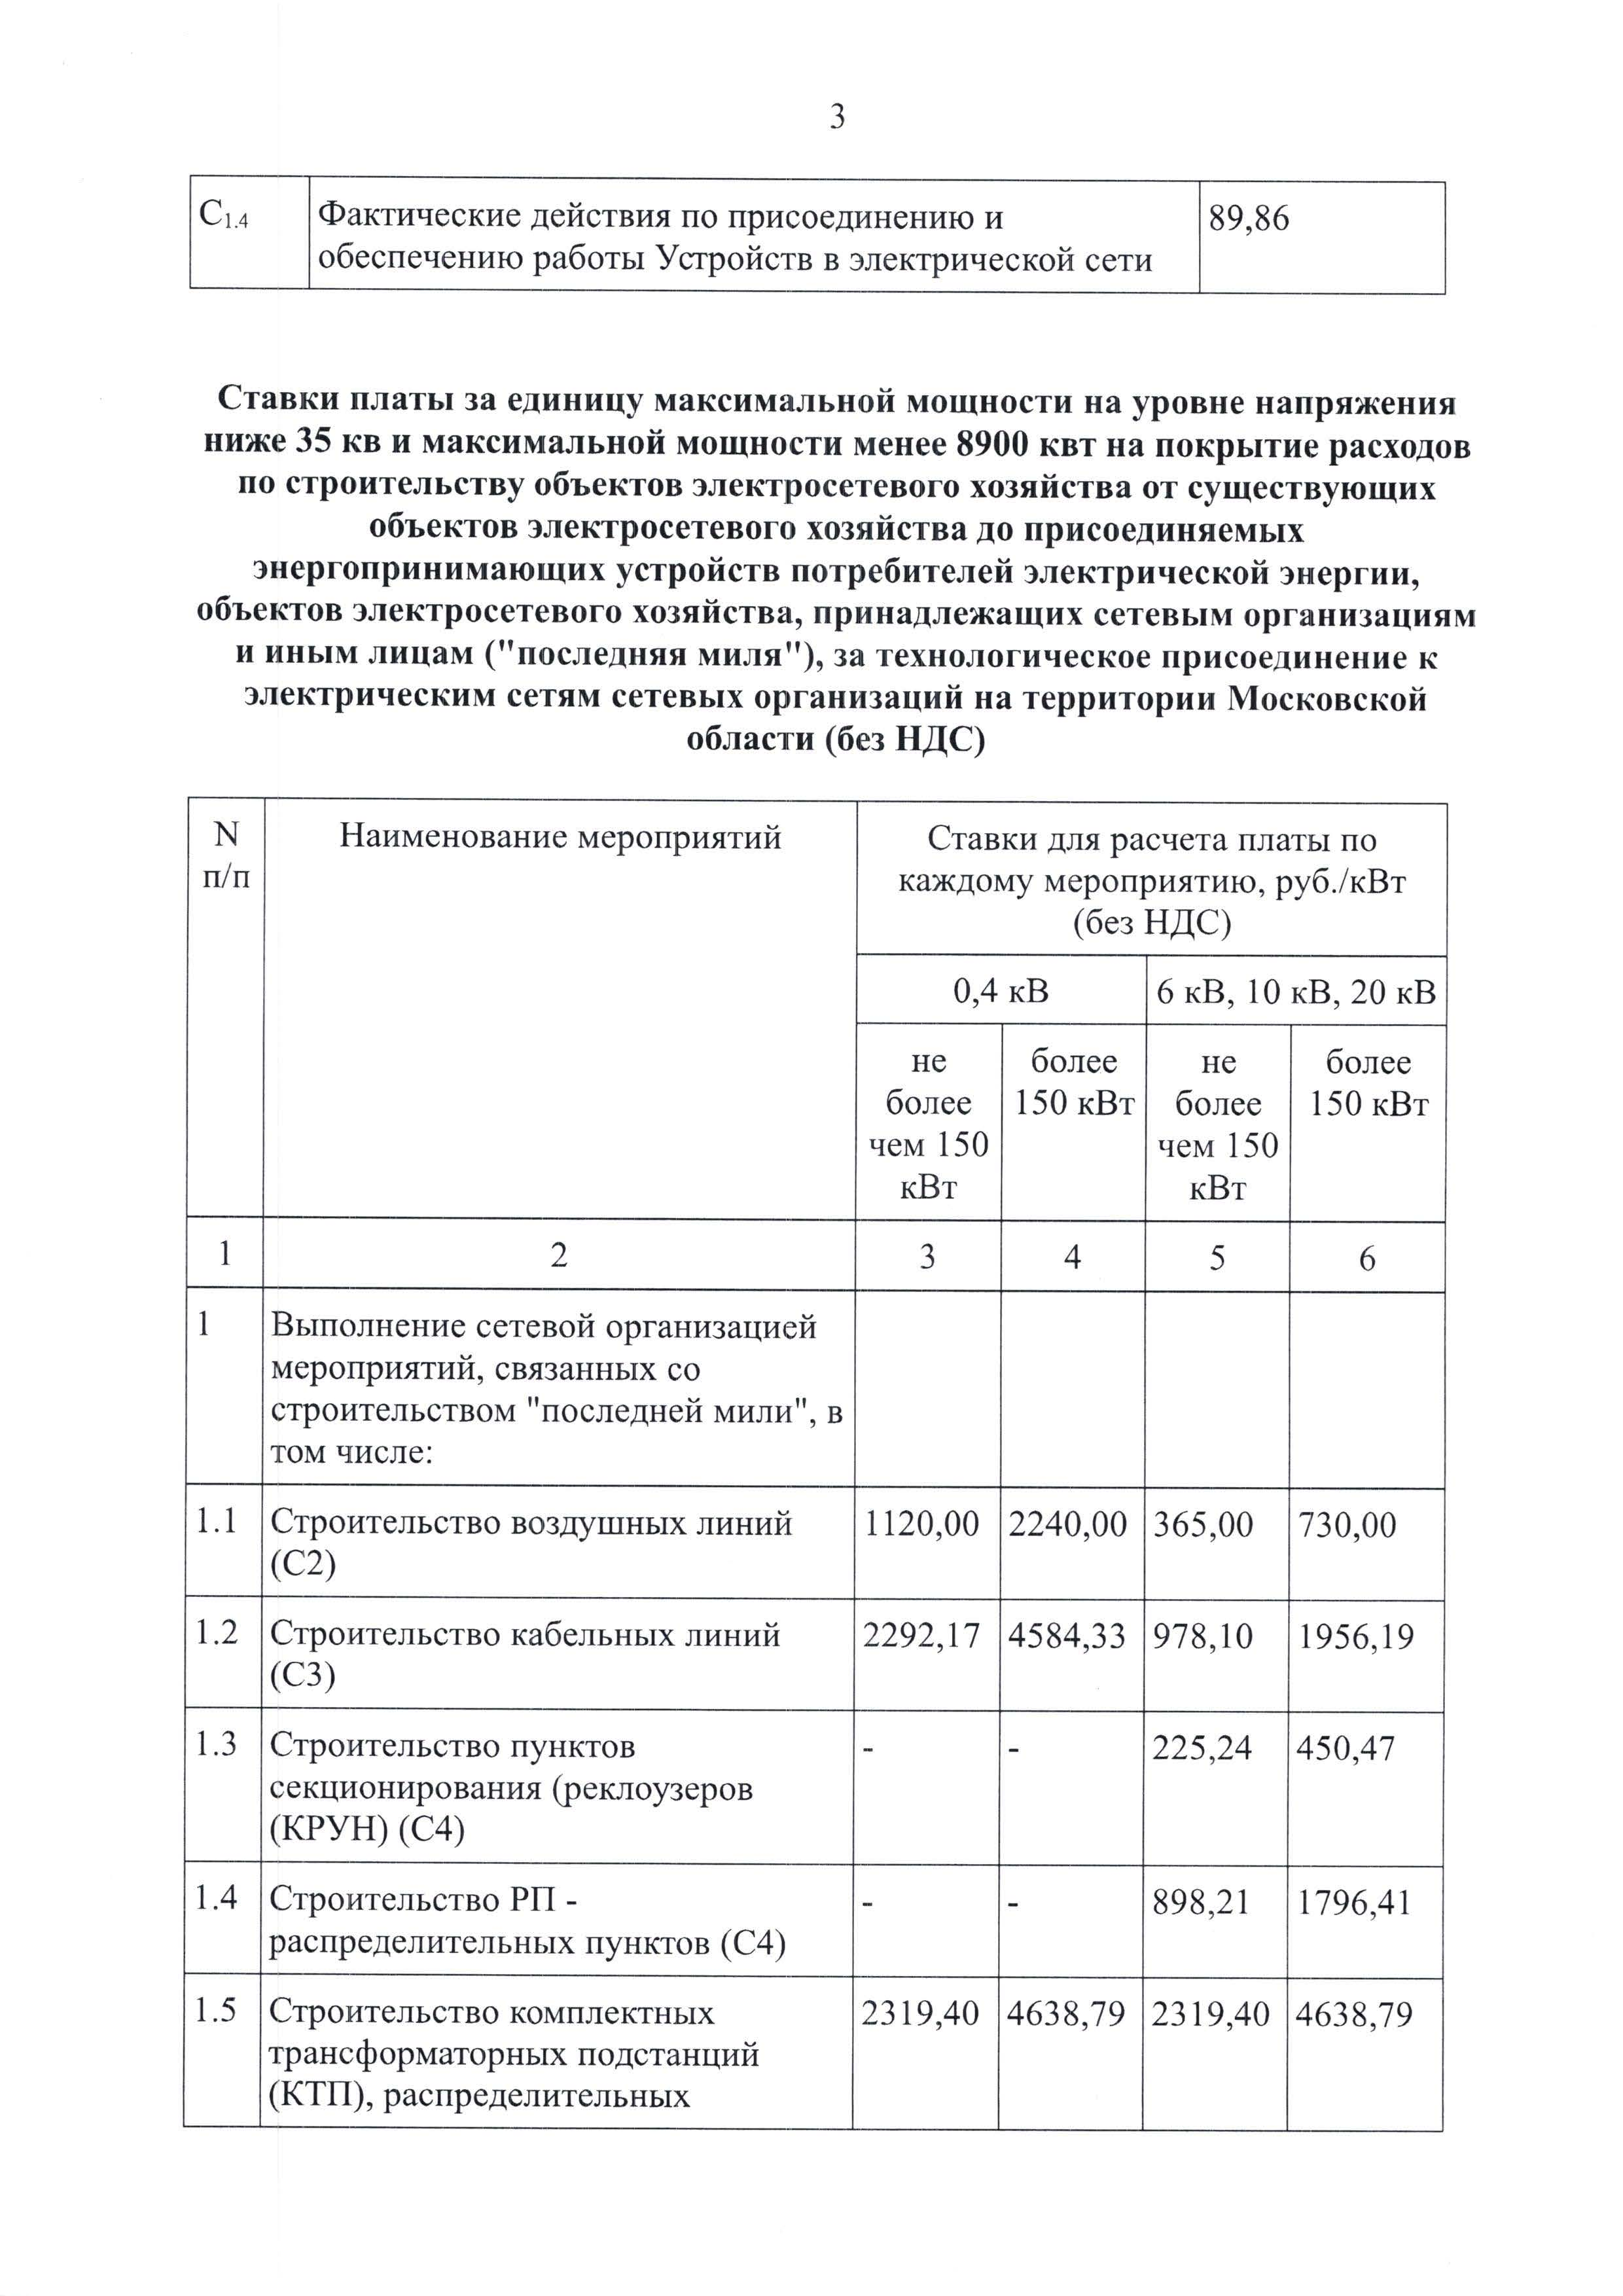 3
С1.4
Фактические действия по присоединению и
обеспечению работы Устройств в электрической сети
89,86
Ставки платы за единицу максимальной мощности на уровне напряжения
ниже 35 кв и максимальной мощности менее 8900 квт на покрытие расходов
по строительству объектов электросетевого хозяйства от существующих
объектов электросетевого хозяйства до присоединяемых
энергопринимающих устройств потребителей электрической энергии,
объектов электросетевого хозяйства, принадлежащих сетевым организациям
и иным лицам ("последняя миля"), за технологическое присоединение к
электрическим сетям сетевых организаций на территории Московской
области (без НДС)
N
п/п
Наименование мероприятий
Ставки для расчета платы по
каждому мероприятию, руб./кВт
(без НДС)
0,4 кВ
6 кВ, 10 кВ, 20 кВ
не
более
чем 150
кВт
более
150 кВт
не
более
чем 150
кВт
более
150 кВт
1 2 3 4 5 6
1
Выполнение сетевой организацией
мероприятий, связанных со
строительством "последней мили", в
том числе:
1.1
Строительство воздушных линий
(С2)
1120,00 2240,00 365,00 730,00
1.2
Строительство кабельных линий
(С3)
2292,17 4584,33 978,10 1956,19
1.3
Строительство пунктов
секционирования (реклоузеров
(КРУН) (С4)
- - 225,24 450,47
1.4
Строительство РП -
распределительных пунктов (С4)
- - 898,21 1796,41
1.5
Строительство комплектных
трансформаторных подстанций
(КТП), распределительных
2319,40 4638,79 2319,40 4638,79